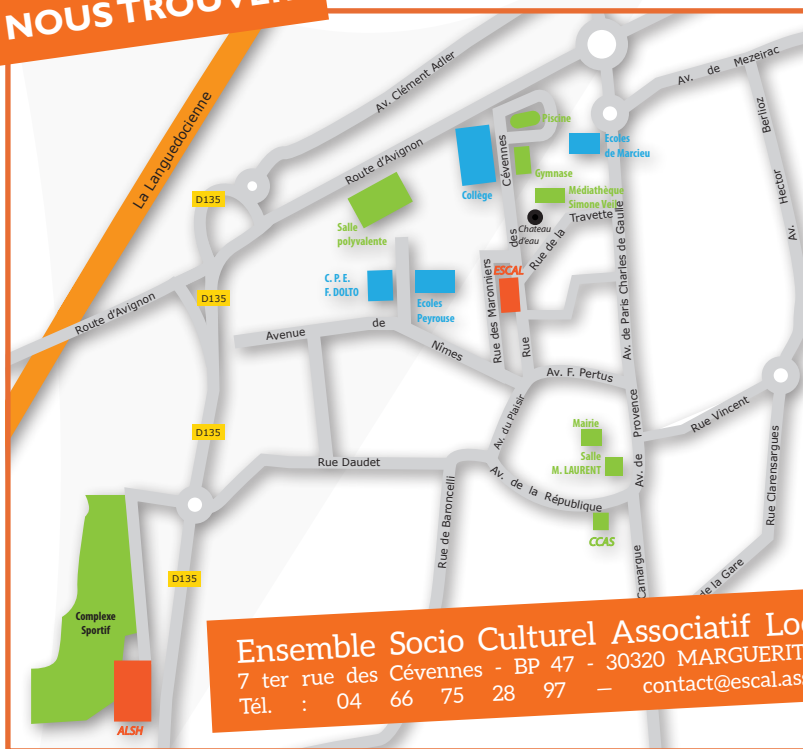 NOUS TROUVER
La Languedocienne
Av. Clément Adler
Route d'Avignon
Av. de Mezeirac
Berlioz
Hector
Av.
Piscine
Ecoles
de Marcieu
Cévennes
Gymnase
Collège
Médiathèque
Simone Veil
Travette
Chateau
d'eau
des
Rue de la
D135
Salle
polyvalente
ESCAL
C. P. E.
F. DOLTO
Ecoles
Peyrouse
Rue des Maronniers
Av. de Paris Charles de Gaulle
D135
Route d'Avignon
Avenue de Nîmes
Rue
Av. F. Pertus
Av. du Plaisir
Mairie
Salle
M. LAURENT
Av. de Provence
Rue Vincent
D135
Rue Daudet
Av. de la République
Rue de Baroncelli
Rue Clarensargues
CCAS
Camargue
de la Gare
D135
Complexe
Sportif
ALSH
Ensemble Socio Culturel Associatif Loc
7 ter rue des Cévennes - BP 47 - 30320 MARGUERIT
Tél. : 04 66 75 28 97 – contact@escal.ass